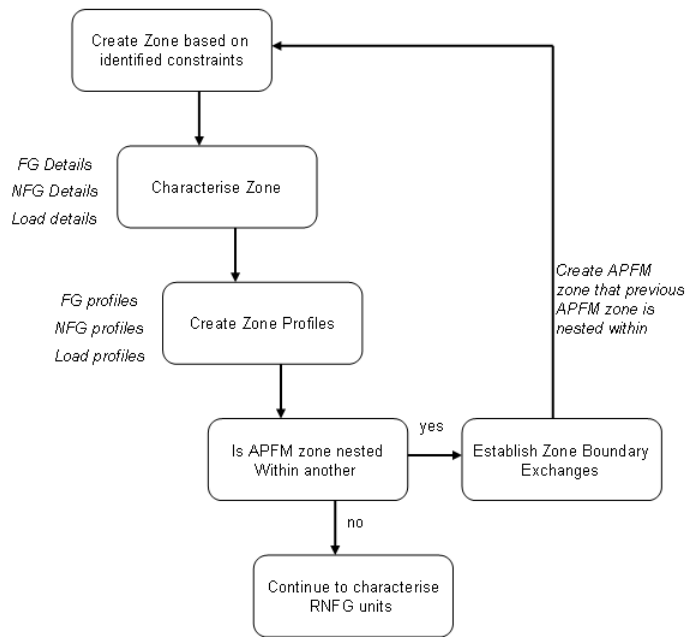 Create Zone based on
identified constraints
FG Details
NFG Details
Load details
Characterise Zone
FG profiles
NFG profiles
Load profiles
Create Zone Profiles
Create APFM
zone that previous
APFM zone is
nested within
Is APFM zone nested
Within another
yes
Establish Zone Boundary
Exchanges
no
Continue to characterise
RNFG units